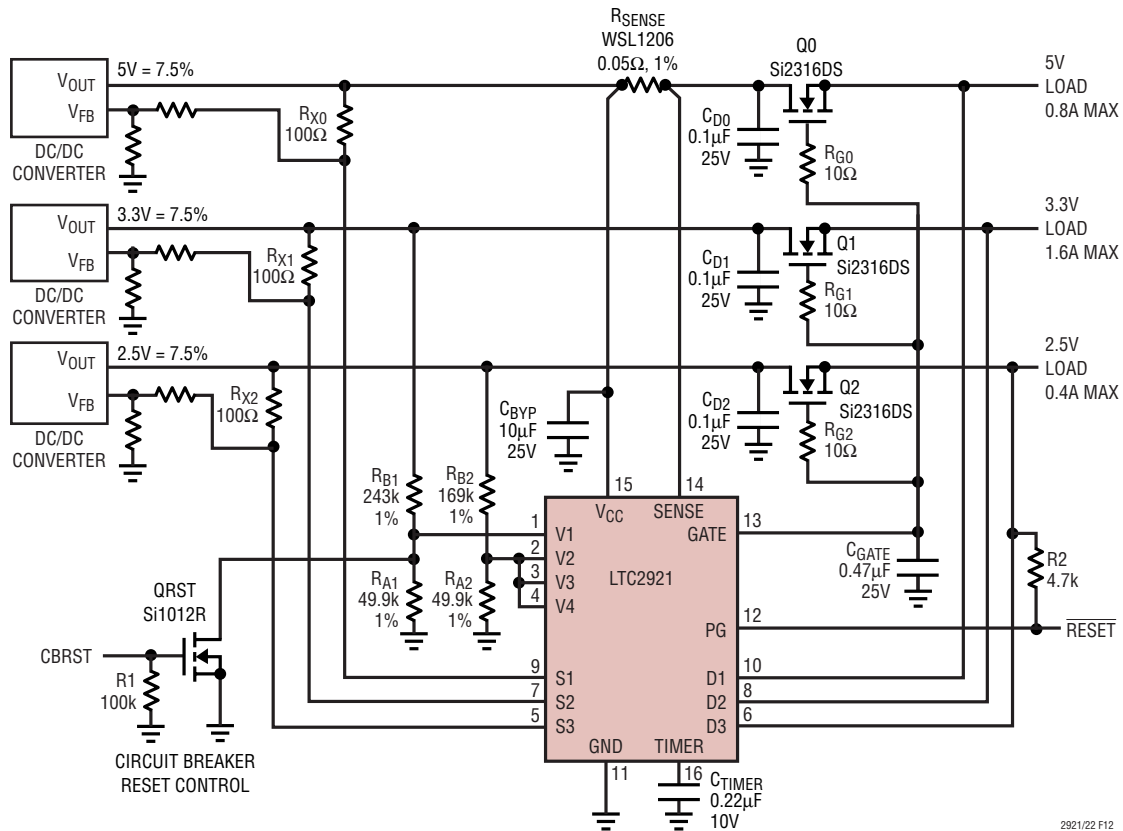 RSENSE
WSL1206
0.05Ω, 1%
Q0
Si2316DS
5V
LOAD
0.8A MAX
VOUT
VFB
5V = 7.5%
DC/DC
CONVERTER
RX0
100Ω
CD0
0.1µF
25V
RG0
10Ω
3.3V
LOAD
1.6A MAX
VOUT
VFB
3.3V = 7.5%
DC/DC
CONVERTER
RX1
100Ω
CD1
0.1µF
25V
Q1
Si2316DS
RG1
10Ω
2.5V
LOAD
0.4A MAX
VOUT
VFB
2.5V = 7.5%
DC/DC
CONVERTER
RX2
100Ω
CBYP
10µF
25V
CD2
0.1µF
25V
Q2
Si2316DS
RG2
10Ω
RB1
243k
1%
RB2
169k
1%
15
14
VCC
SENSE
1
V1
2
V2
3
V3
4
V4
LTC2921
GATE
13
CGATE
0.47µF
25V
R2
4.7k
RA1
49.9k
1%
RA2
49.9k
1%
QRST
Si1012R
CBRST
R1
100k
CIRCUIT BREAKER
RESET CONTROL
PG
12
RESET
9
S1
7
S2
5
S3
D1
10
D2
8
D3
6
GND
TIMER
11
16
CTIMER
0.22µF
10V
2921/22 F12